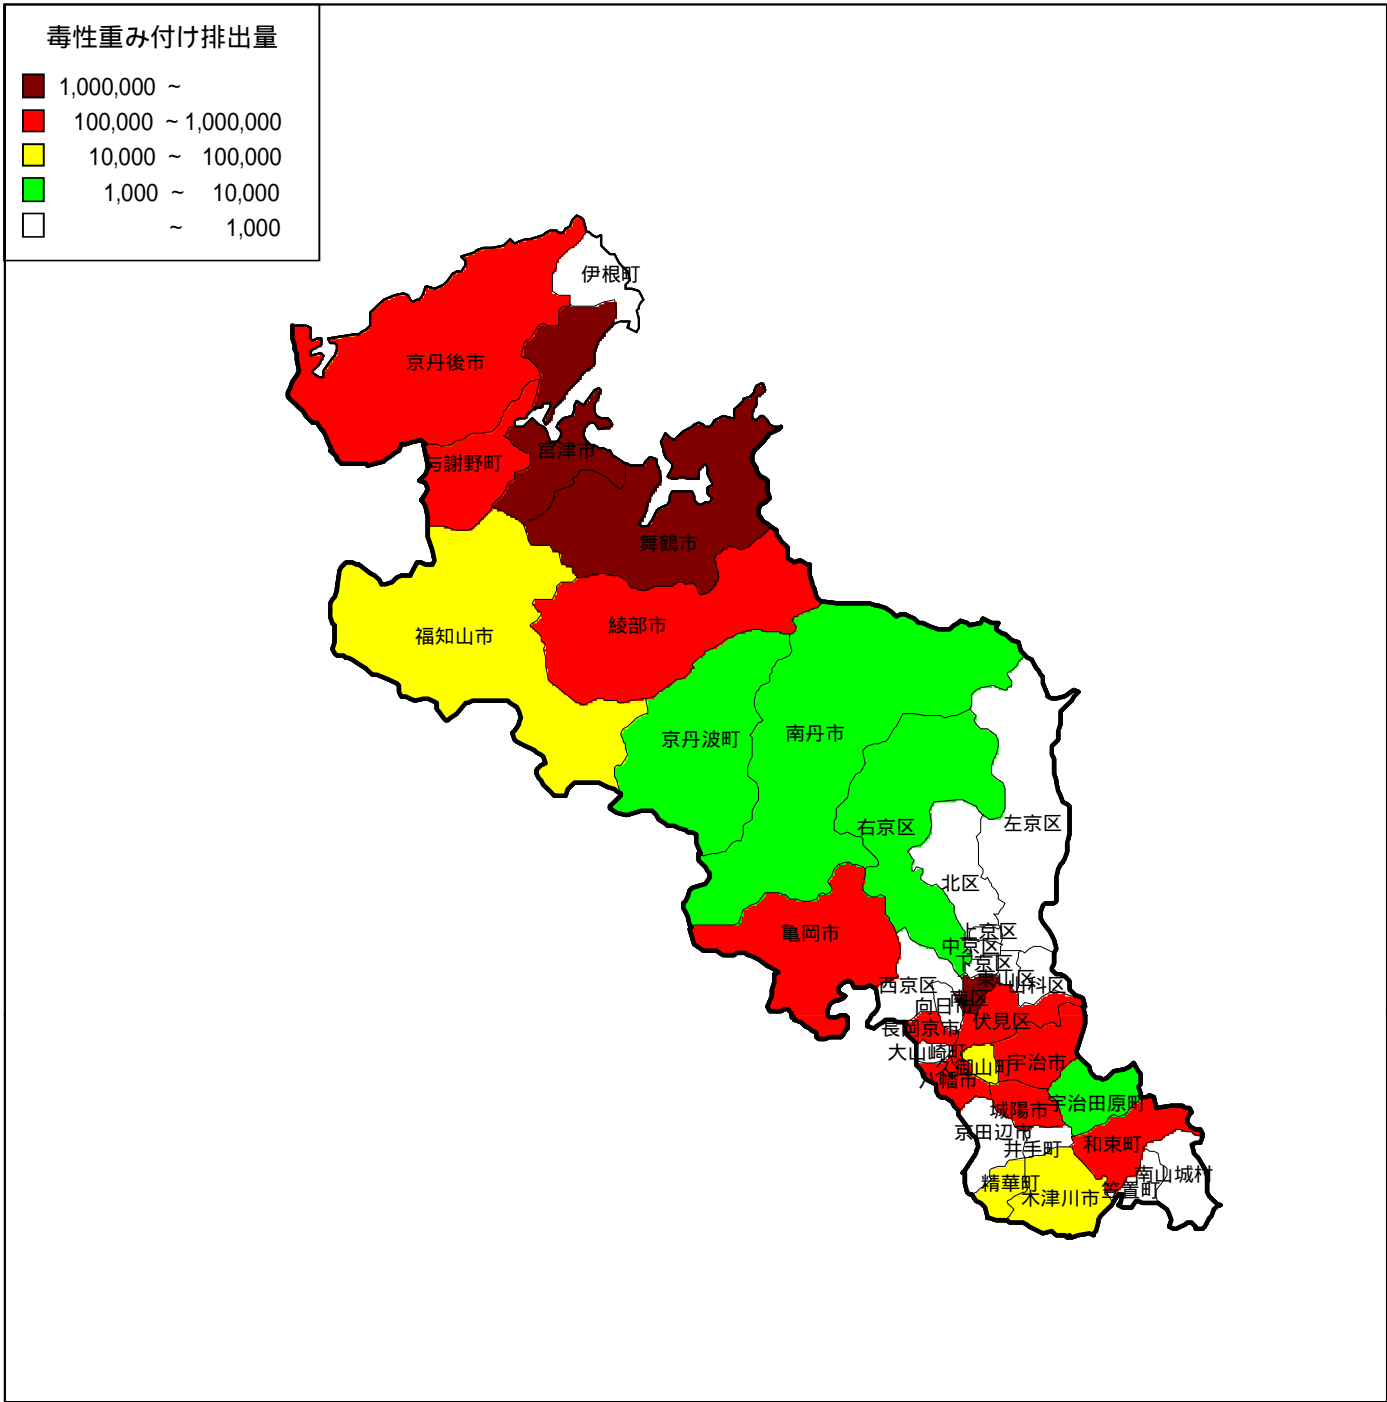 毒性重み付け排出量
1,000,000 ~
100,000 ~ 1,000,000
10,000 ~ 100,000
1,000 ~ 10,000
~ 1,000
伊根町
京丹後市
宮津市
与謝野町
舞鶴市
綾部市
福知山市
南丹市
京丹波町
左京区
右京区
北区
上京区
亀岡市
中京区
下京区
東山区
西京区
山科区
南区
向日市
伏見区
長岡京市
大山崎町
宇治市
久御山町
八幡市
宇治田原町
城陽市
京田辺市
和束町
井手町
南山城村
精華町
笠置町
木津川市